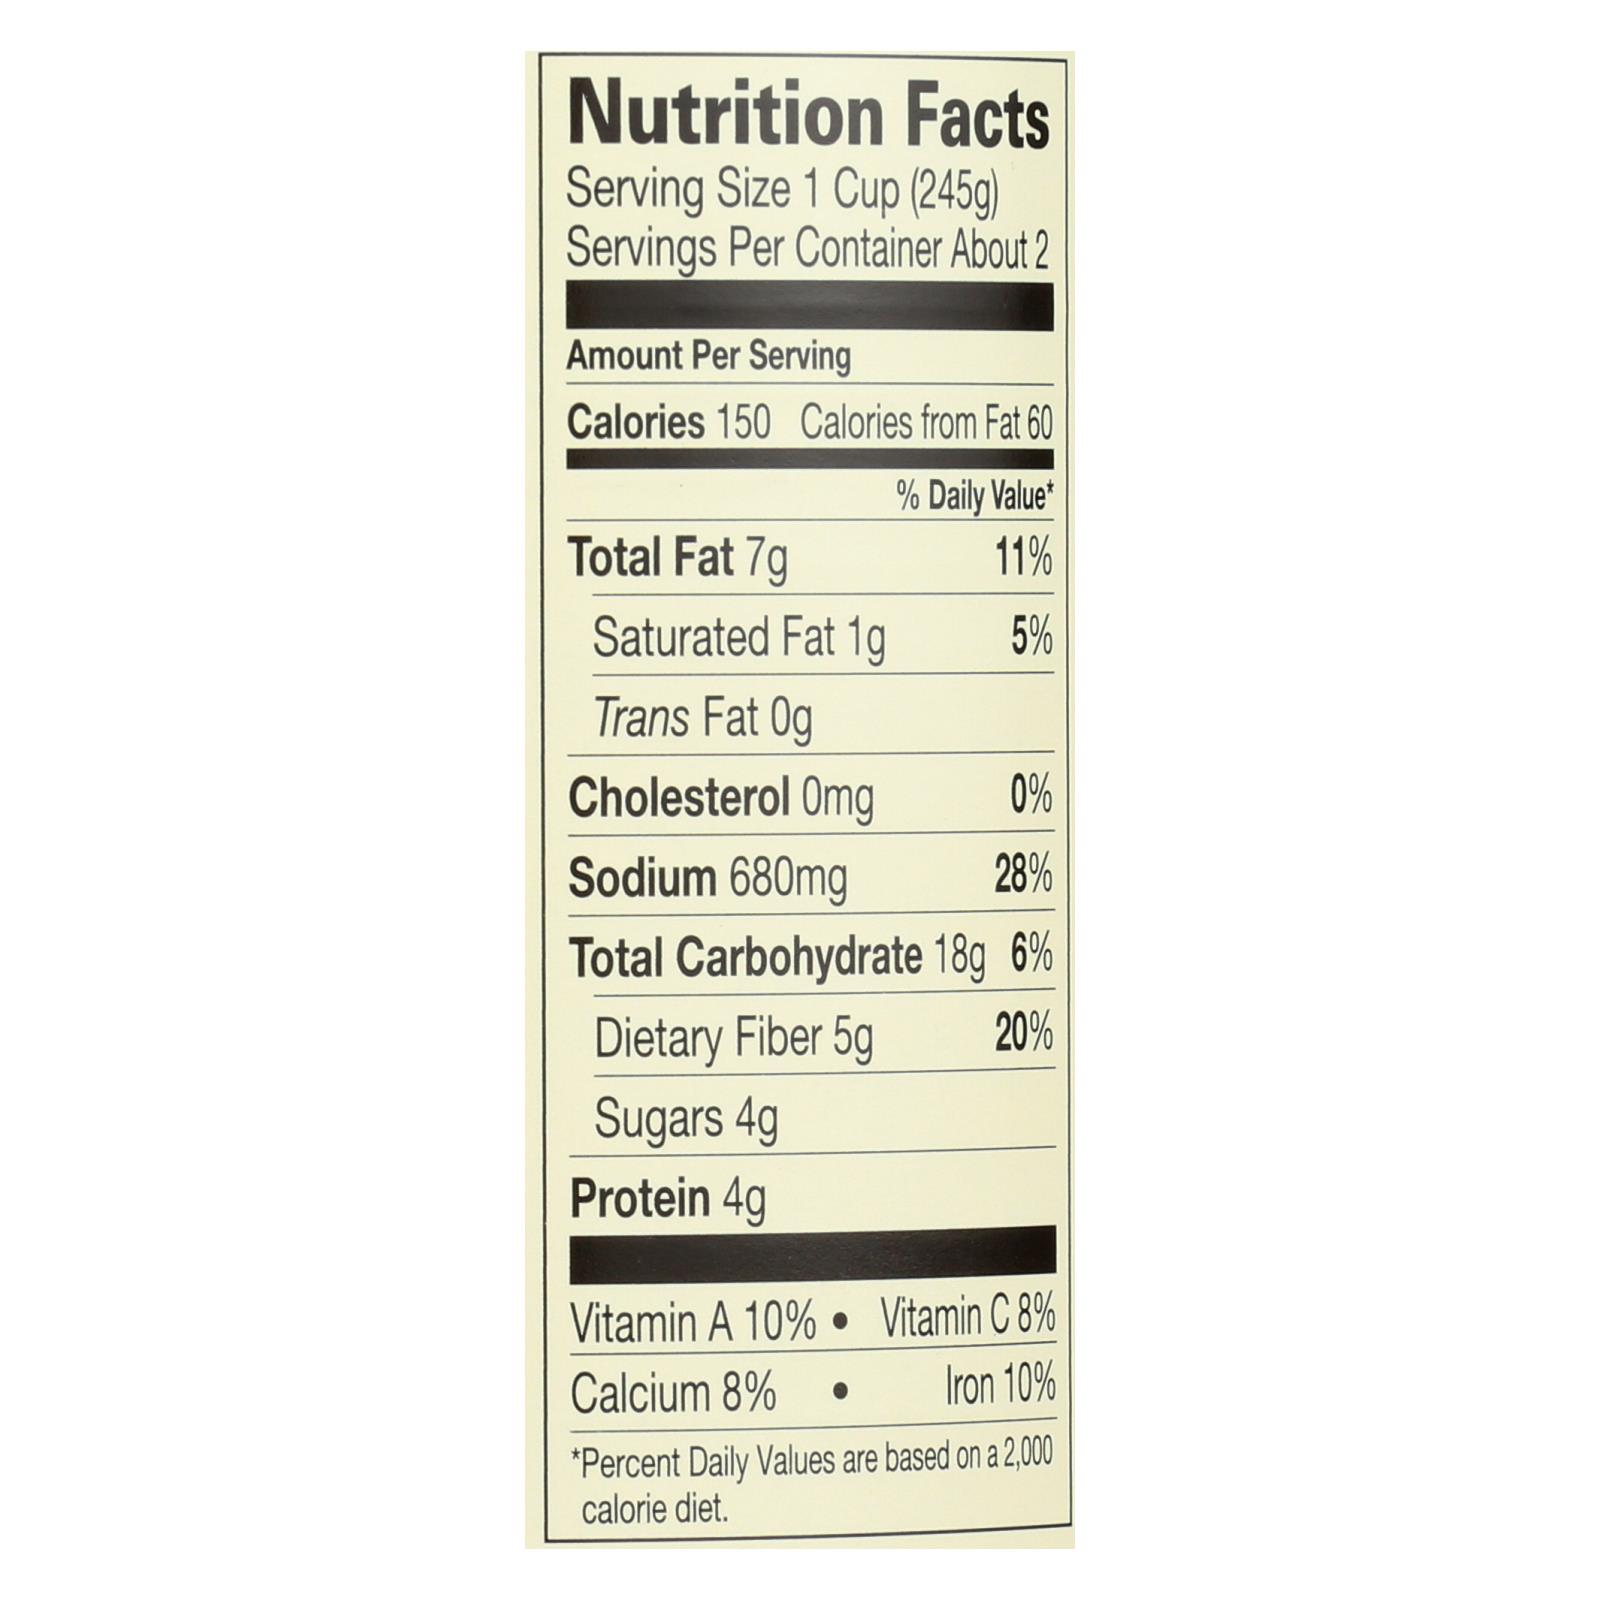 Nutrition Facts
Serving Size 1 Cup (245g)
Servings Per Container About 2
Amount Per Serving
Calories 150 Calories from Fat 60
% Daily Value*
Total Fat 7g 11%
Saturated Fat 1g 5%
Trans Fat 0g
Cholesterol 0mg 0%
Sodium 680mg 28%
Total Carbohydrate 18g 6%
Dietary Fiber 5g 20%
Sugars 4g
Protein 4g
Vitamin A 10% • Vitamin C 8%
Calcium 8% • Iron 10%
*Percent Daily Values are based on a 2,000
calorie diet.